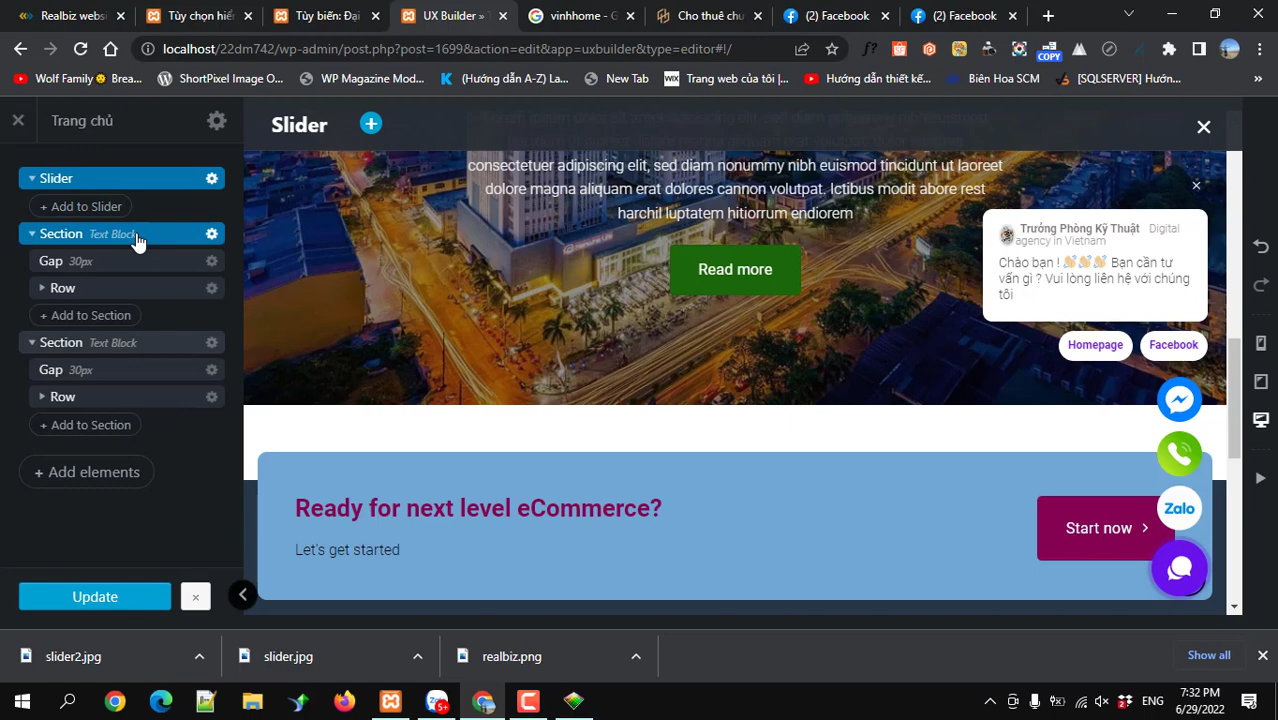 Realbiz web
Tùy chọn hiể
Tùy biến: Đại
UX Builder » T
vinhhome - G
Cho thuê chu
(2) Facebook
(2) Facebook
localhost/22dm742/wp-admin/post.php?post=1699&action=edit&app=uxbuilder&type=editor#!/
COPY
Wolf Family Brea...
ShortPixel Image O...
WP Magazine Mod...
(Hướng dẫn A-Z) La...
New Tab
WIX Trang web của tôi |...
Hướng dẫn thiết kế...
Biên Hoa SCM
[SQLSERVER] Hướn...
Trang chủ
Slider
Slider
+ Add to Slider
Section Text Block
Gap 30px
Row
+ Add to Section
Section Text Block
Gap 30px
Row
+ Add to Section
+ Add elements
Update
consectetuer adipiscing elit, sed diam nonummy nibh euismod tincidunt ut laoreet
dolore magna aliquam erat dolores cannon volutpat. Ictibus modit abore rest
harchil luptatem hitiorrum endiorem
Read more
Trưởng Phòng Kỹ Thuật Digital
agency in Vietnam
Chào bạn ! 👋👋👋 Bạn cần tư
vấn gì ? Vui lòng liên hệ với chúng
tôi
Homepage
Facebook
Zalo
Ready for next level eCommerce?
Let's get started
Start now
slider2.jpg
slider.jpg
realbiz.png
Show all
ENG
7:32 PM
6/29/2022